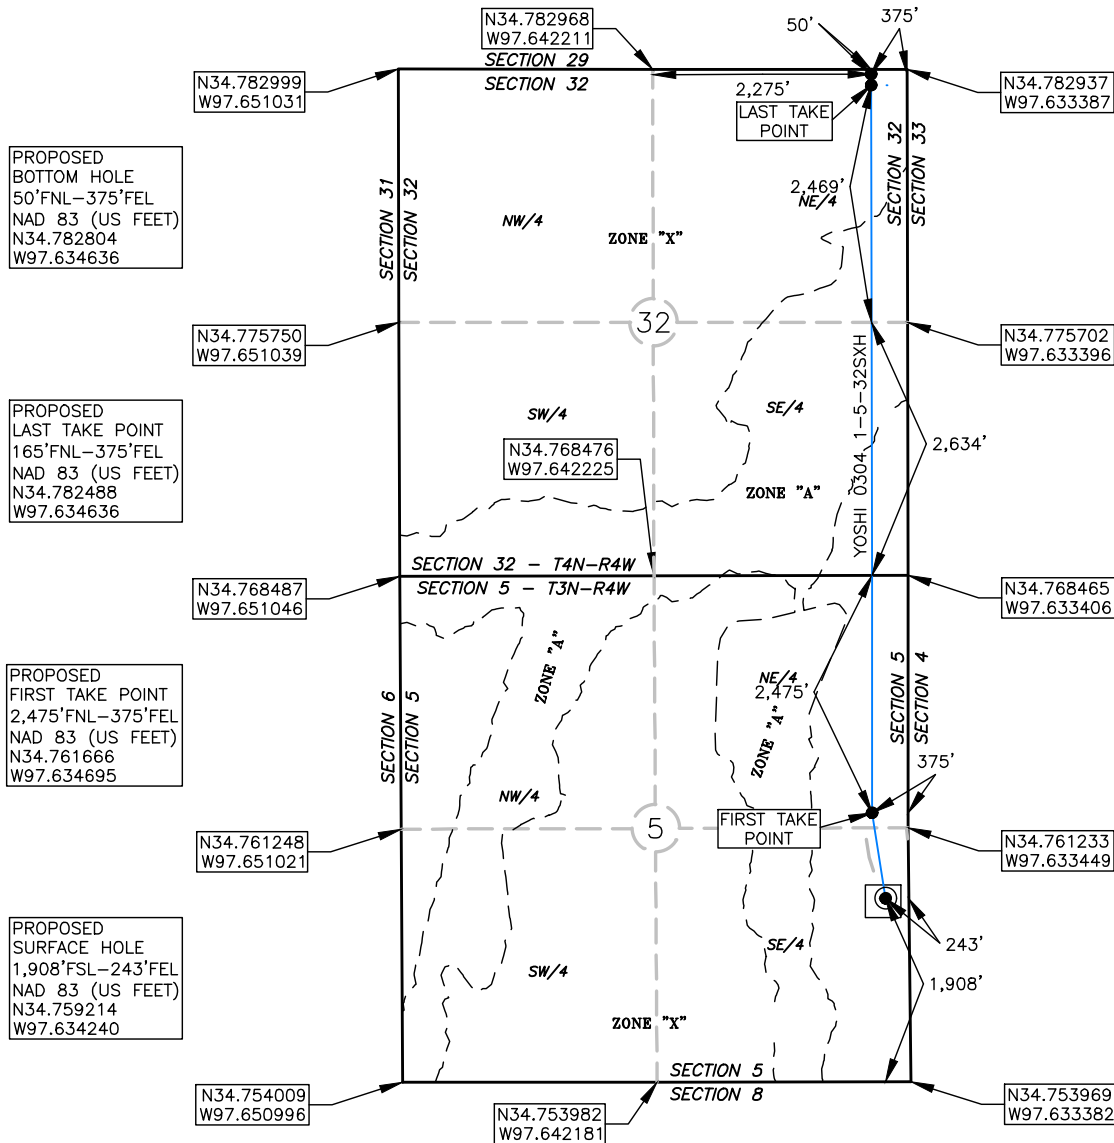 N34.782968
W97.642211
50'
375'
SECTION 29
SECTION 32
N34.782999
W97.651031
2,275'
N34.782937
W97.633387
LAST TAKE
POINT
PROPOSED
BOTTOM HOLE
50'FNL-375'FEL
NAD 83 (US FEET)
N34.782804
W97.634636
SECTION 31
SECTION 32
SECTION 32
SECTION 33
2,469'
NE/4
NW/4
ZONE "X"
N34.775750
W97.651039
32
N34.775702
W97.633396
PROPOSED
LAST TAKE POINT
165'FNL-375'FEL
NAD 83 (US FEET)
N34.782488
W97.634636
SW/4
SE/4
YOSHI 0304 1-5-32SXH
2,634'
N34.768476
W97.642225
ZONE "A"
SECTION 32 - T4N-R4W
SECTION 5 - T3N-R4W
N34.768487
W97.651046
N34.768465
W97.633406
PROPOSED
FIRST TAKE POINT
2,475'FNL-375'FEL
NAD 83 (US FEET)
N34.761666
W97.634695
SECTION 6
SECTION 5
ZONE "A"
NE/4
2,475'
ZONE "A"
SECTION 5
SECTION 4
375'
NW/4
FIRST TAKE
POINT
N34.761248
W97.651021
5
N34.761233
W97.633449
PROPOSED
SURFACE HOLE
1,908'FSL-243'FEL
NAD 83 (US FEET)
N34.759214
W97.634240
SW/4
SE/4
243'
1,908'
ZONE "X"
SECTION 5
SECTION 8
N34.754009
W97.650996
N34.753982
W97.642181
N34.753969
W97.633382